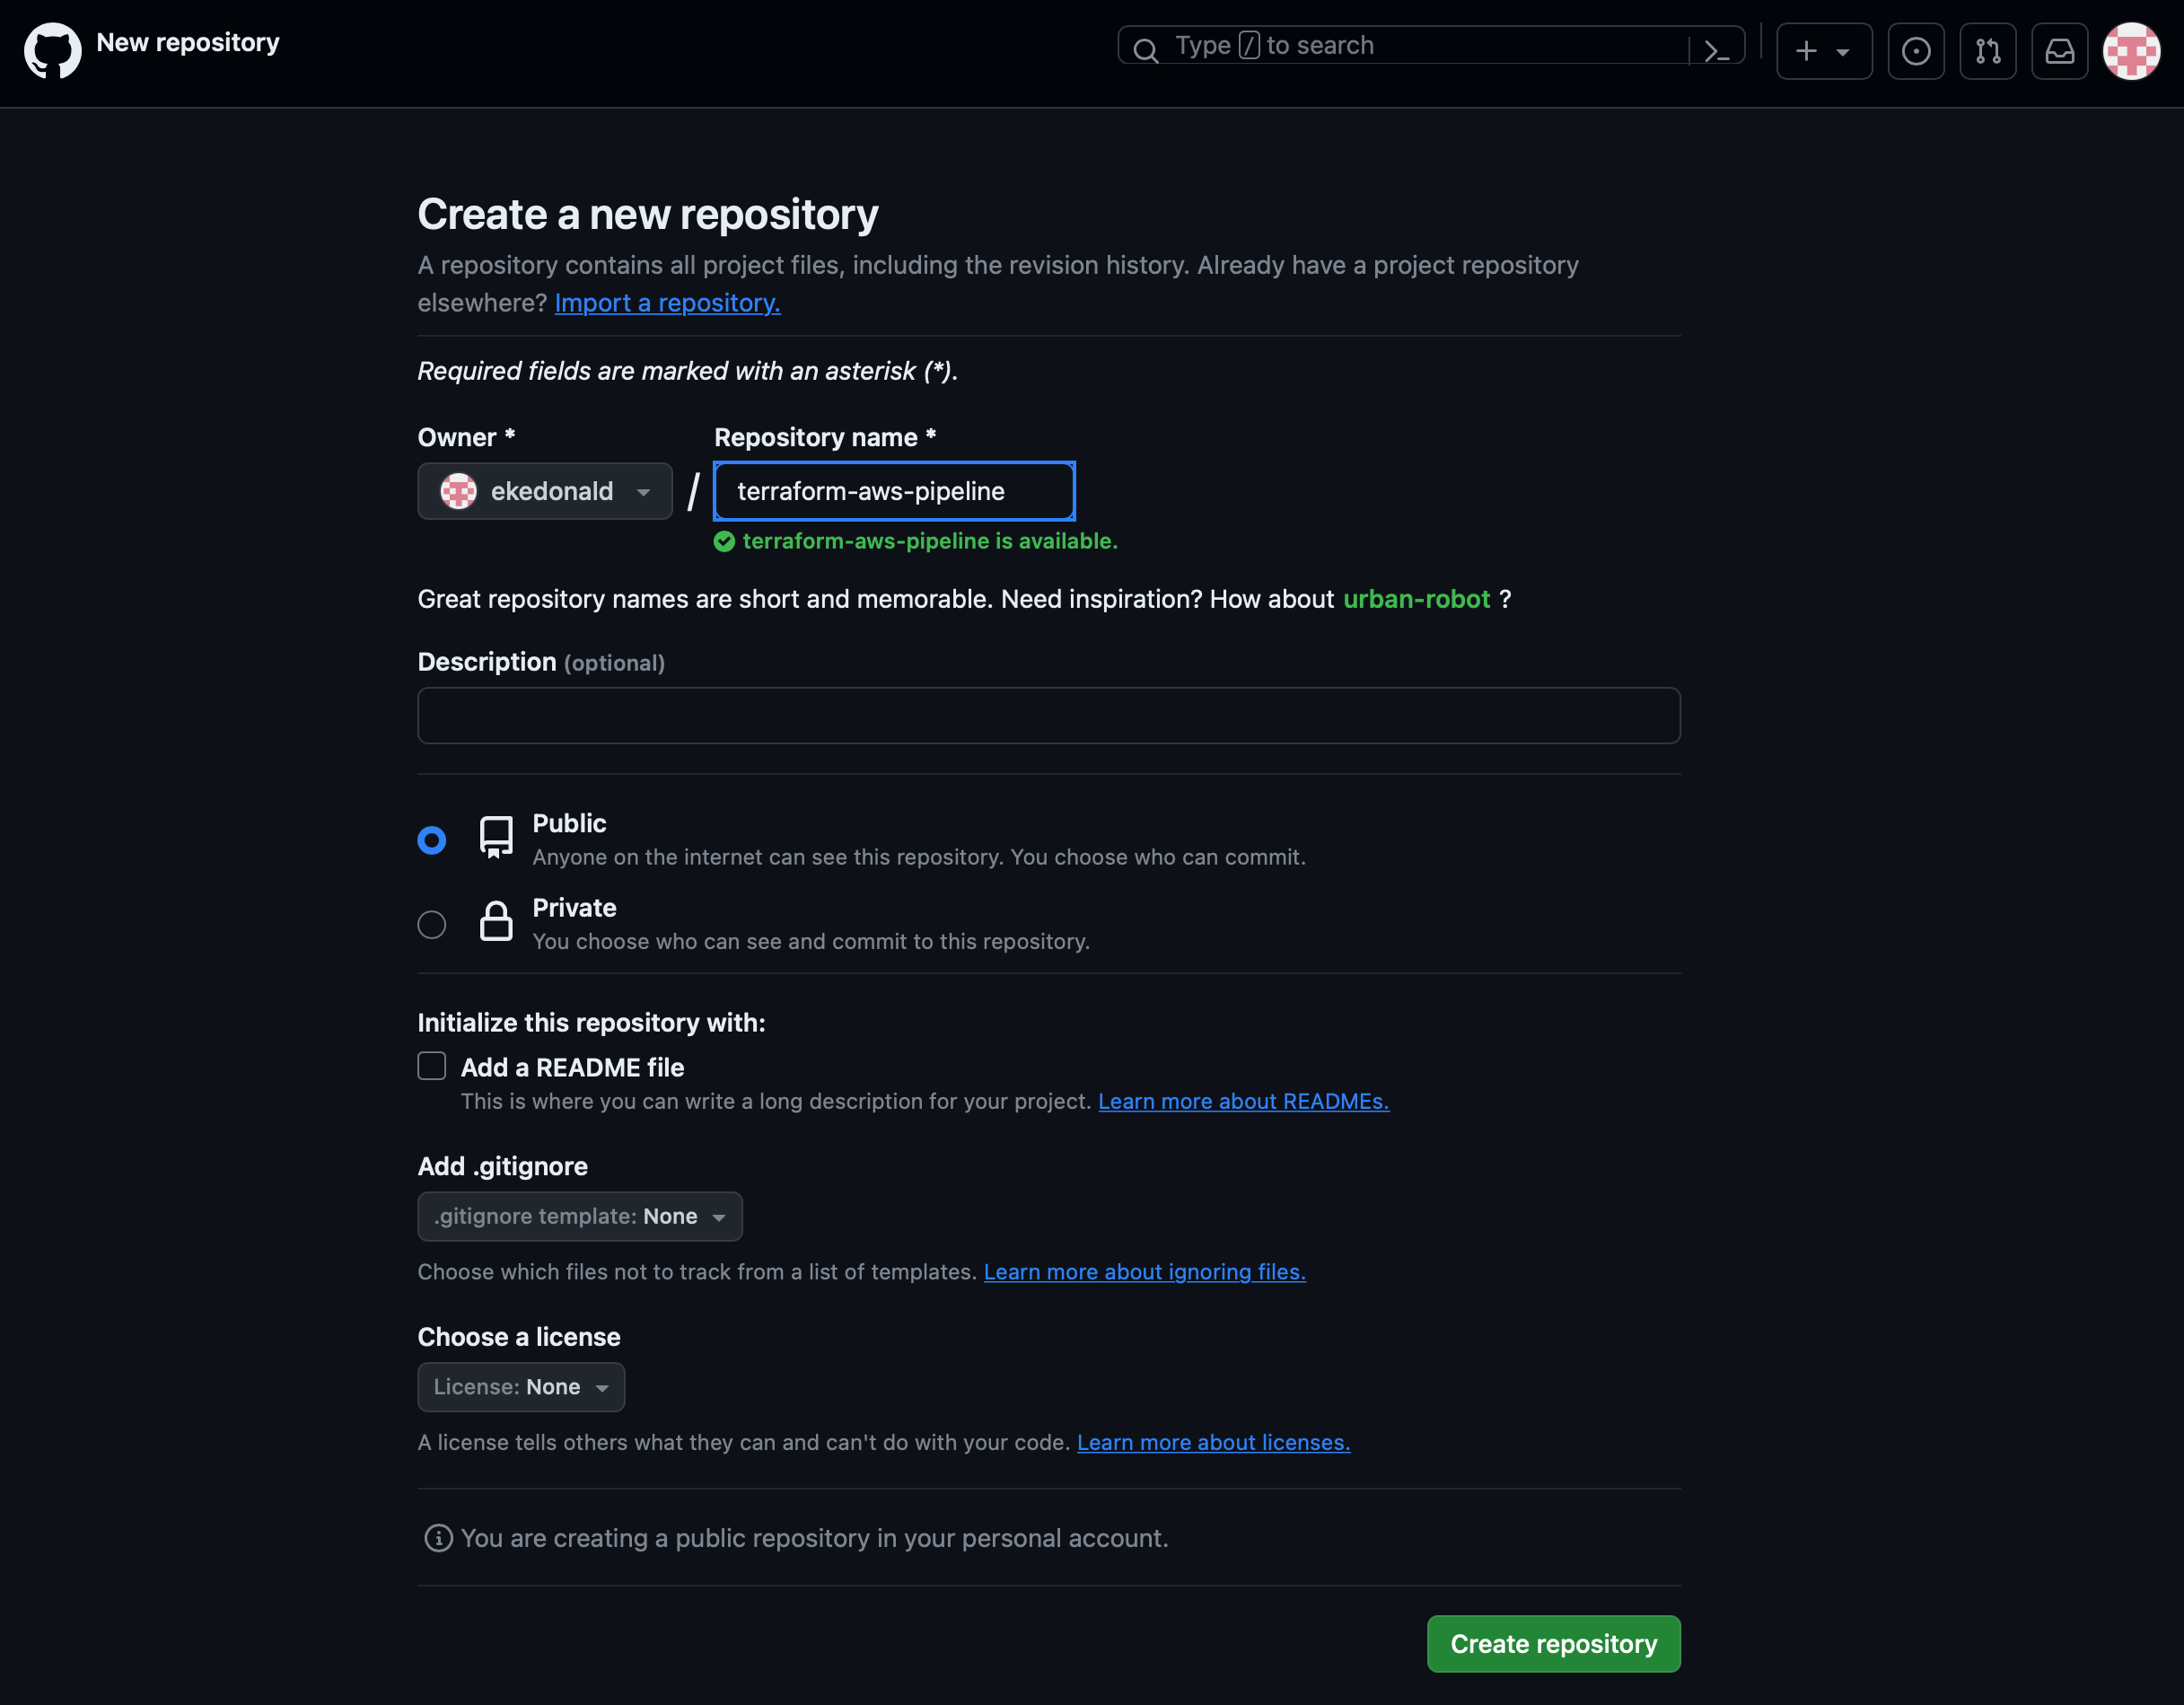 New repository
Type / to search
Create a new repository
A repository contains all project files, including the revision history. Already have a project repository
elsewhere? Import a repository.
Required fields are marked with an asterisk (*).
Owner * Repository name *
ekedonald / terraform-aws-pipeline
terraform-aws-pipeline is available.
Great repository names are short and memorable. Need inspiration? How about urban-robot ?
Description (optional)
Public
Anyone on the internet can see this repository. You choose who can commit.
Private
You choose who can see and commit to this repository.
Initialize this repository with:
Add a README file
This is where you can write a long description for your project. Learn more about READMEs.
Add .gitignore
.gitignore template: None
Choose which files not to track from a list of templates. Learn more about ignoring files.
Choose a license
License: None
A license tells others what they can and can't do with your code. Learn more about licenses.
You are creating a public repository in your personal account.
Create repository